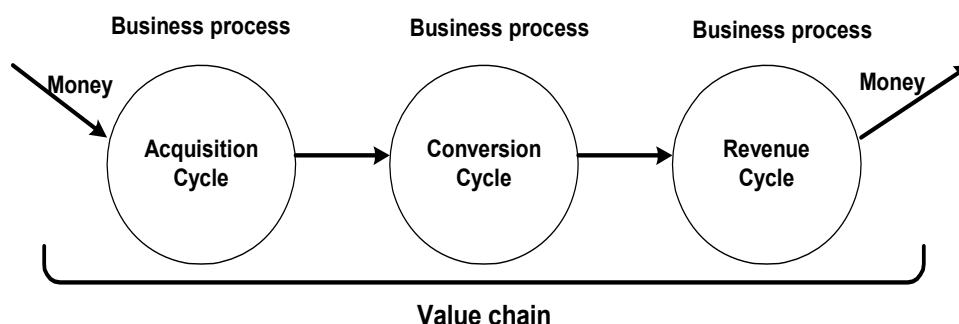 Business process
Business process
Business process
Money
Money
Acquisition
Cycle
Conversion
Cycle
Revenue
Cycle
Value chain